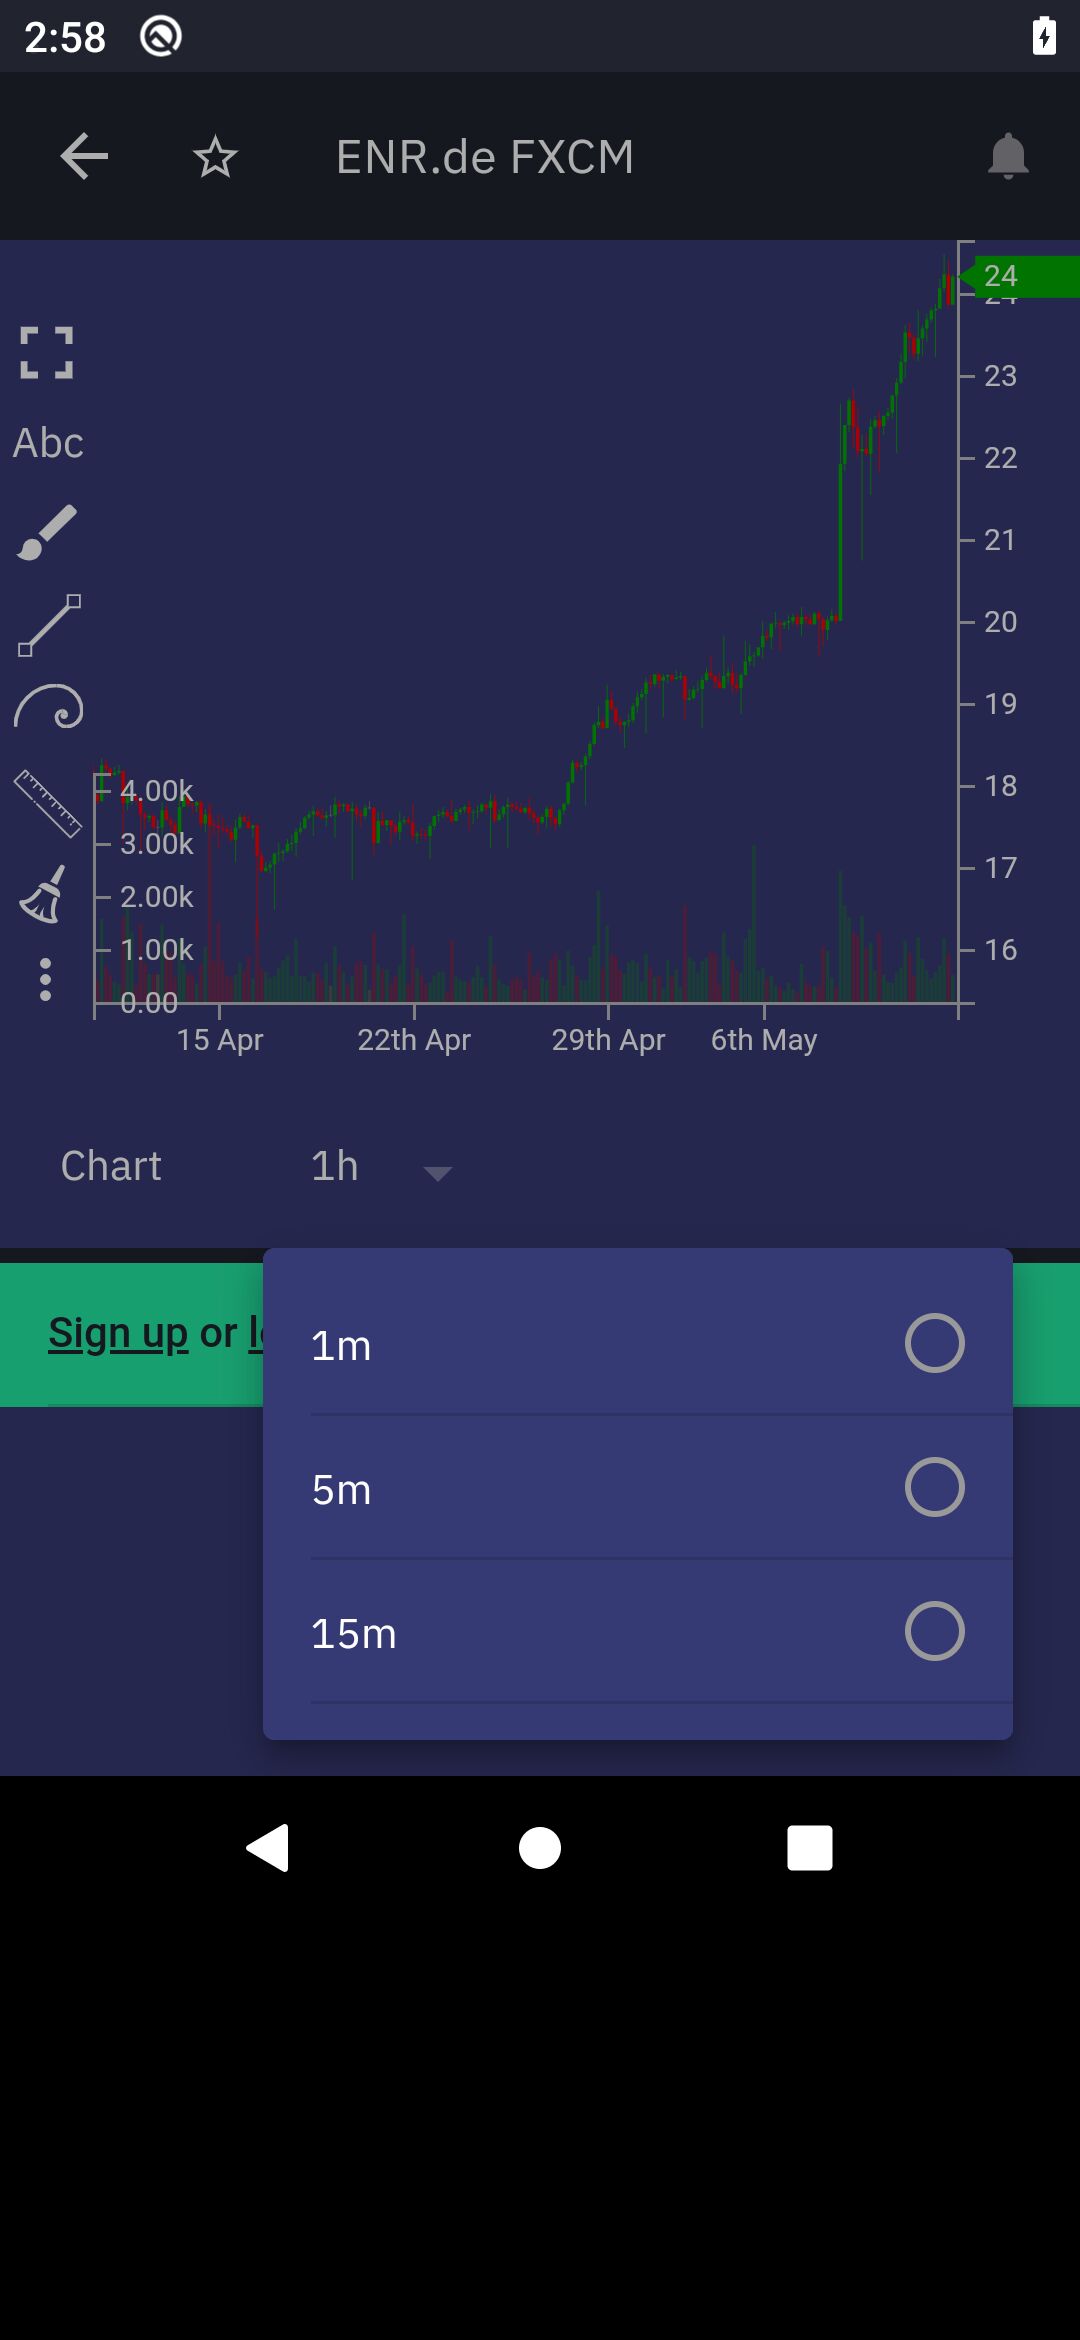 2:58
ENR.de FXCM
24
24
23
Abc
22
21
20
19
18
4.00k
3.00k
17
2.00k
1.00k
16
0.00
15 Apr 22th Apr 29th Apr 6th May
Chart 1h
Sign up or
1m
5m
15m